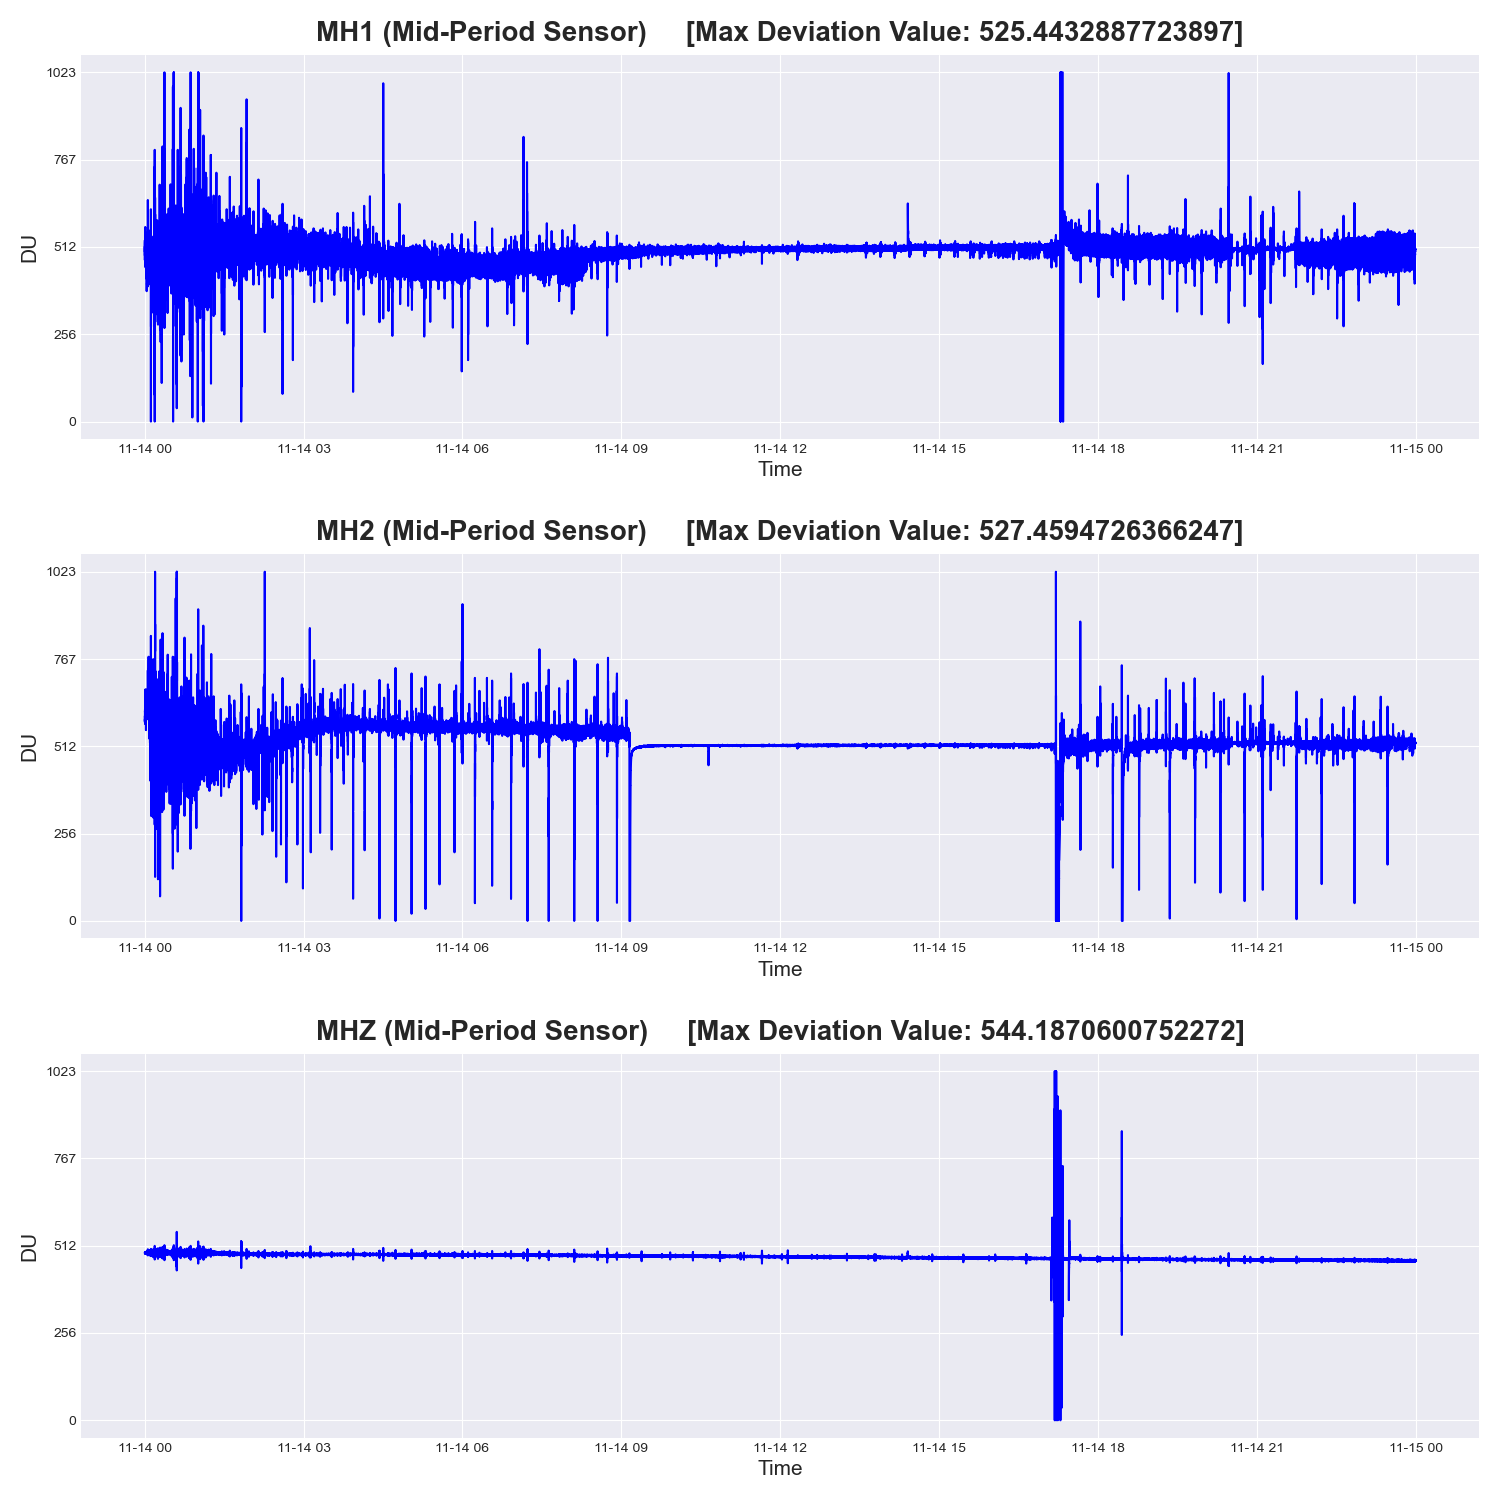 MH1 (Mid-Period Sensor) [Max Deviation Value: 525.4432887723897]
1023
767
512
256
0
DU
11-14 00 11-14 03 11-14 06 11-14 09 11-14 12 11-14 15 11-14 18 11-14 21 11-15 00
Time
MH2 (Mid-Period Sensor) [Max Deviation Value: 527.4594726366247]
1023
767
512
256
0
DU
11-14 00 11-14 03 11-14 06 11-14 09 11-14 12 11-14 15 11-14 18 11-14 21 11-15 00
Time
MHZ (Mid-Period Sensor) [Max Deviation Value: 544.1870600752272]
1023
767
512
256
0
DU
11-14 00 11-14 03 11-14 06 11-14 09 11-14 12 11-14 15 11-14 18 11-14 21 11-15 00
Time